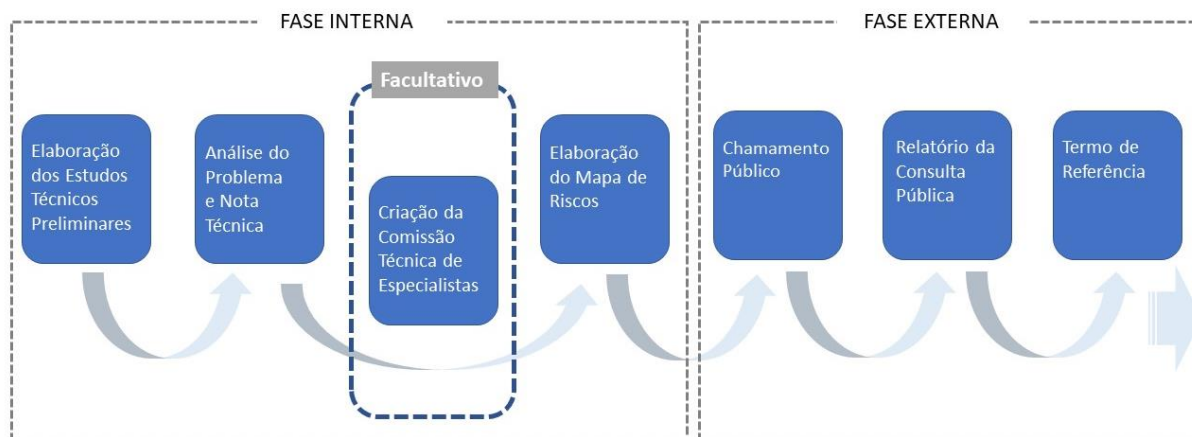 FASE INTERNA
FASE EXTERNA
Facultativo
Elaboração
dos Estudos
Técnicos
Preliminares
Análise do
Problema
e Nota
Técnica
Criação da
Comissão
Técnica de
Especialistas
Elaboração
do Mapa de
Riscos
Chamamento
Público
Relatório da
Consulta
Pública
Termo de
Referência